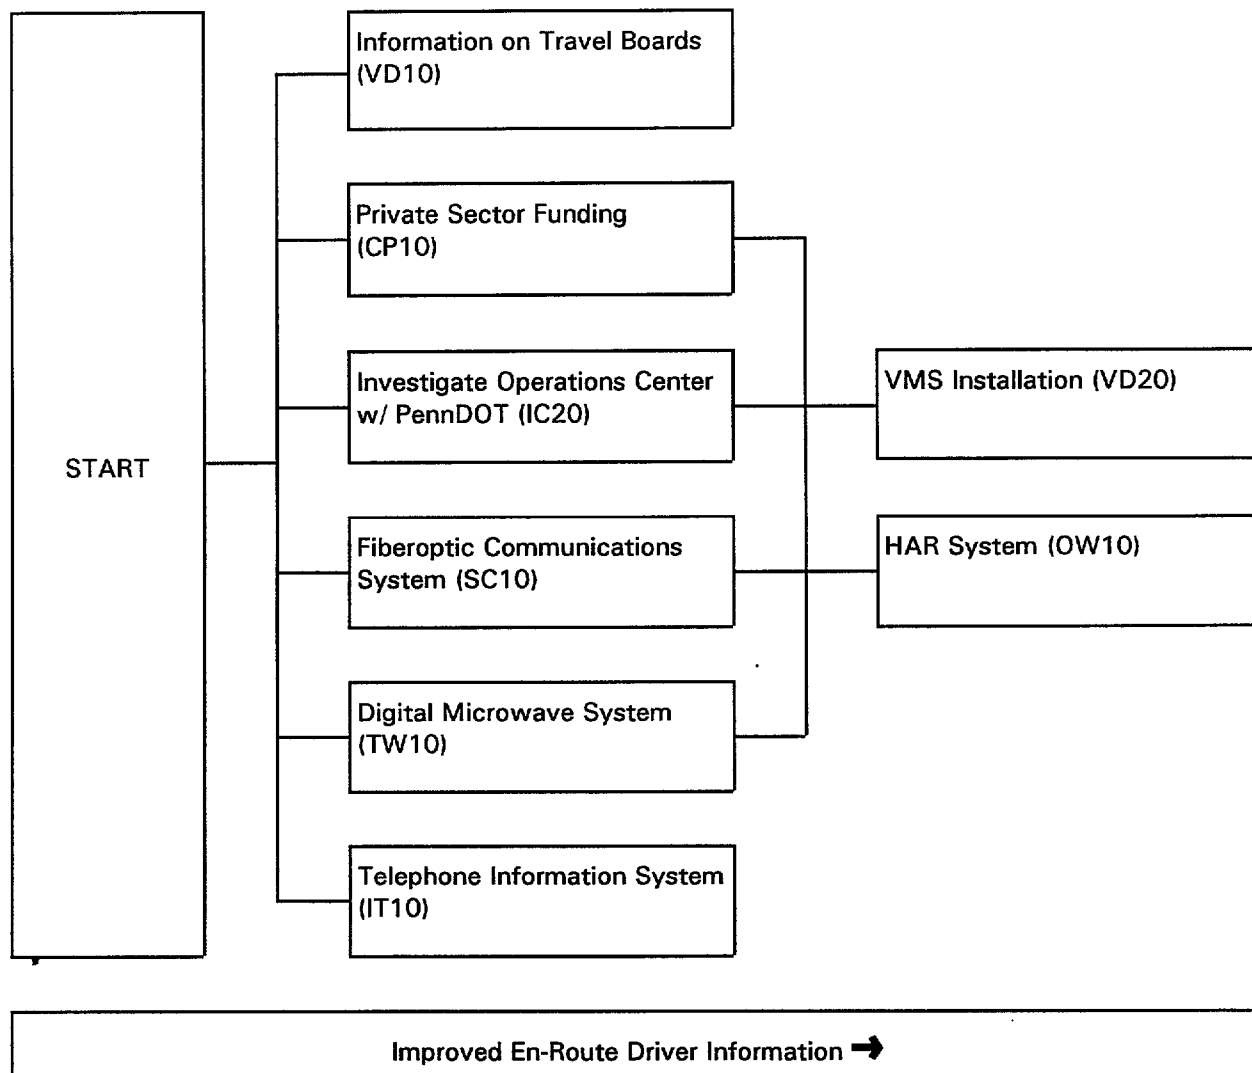 START
Information on Travel Boards
(VD10)
Private Sector Funding
(CP10)
Investigate Operations Center
w/ PennDOT (IC20)
Fiberoptic Communications
System (SC10)
Digital Microwave System
(TW10)
Telephone Information System
(IT10)
VMS Installation (VD20)
HAR System (OW10)
Improved En-Route Driver Information ➔